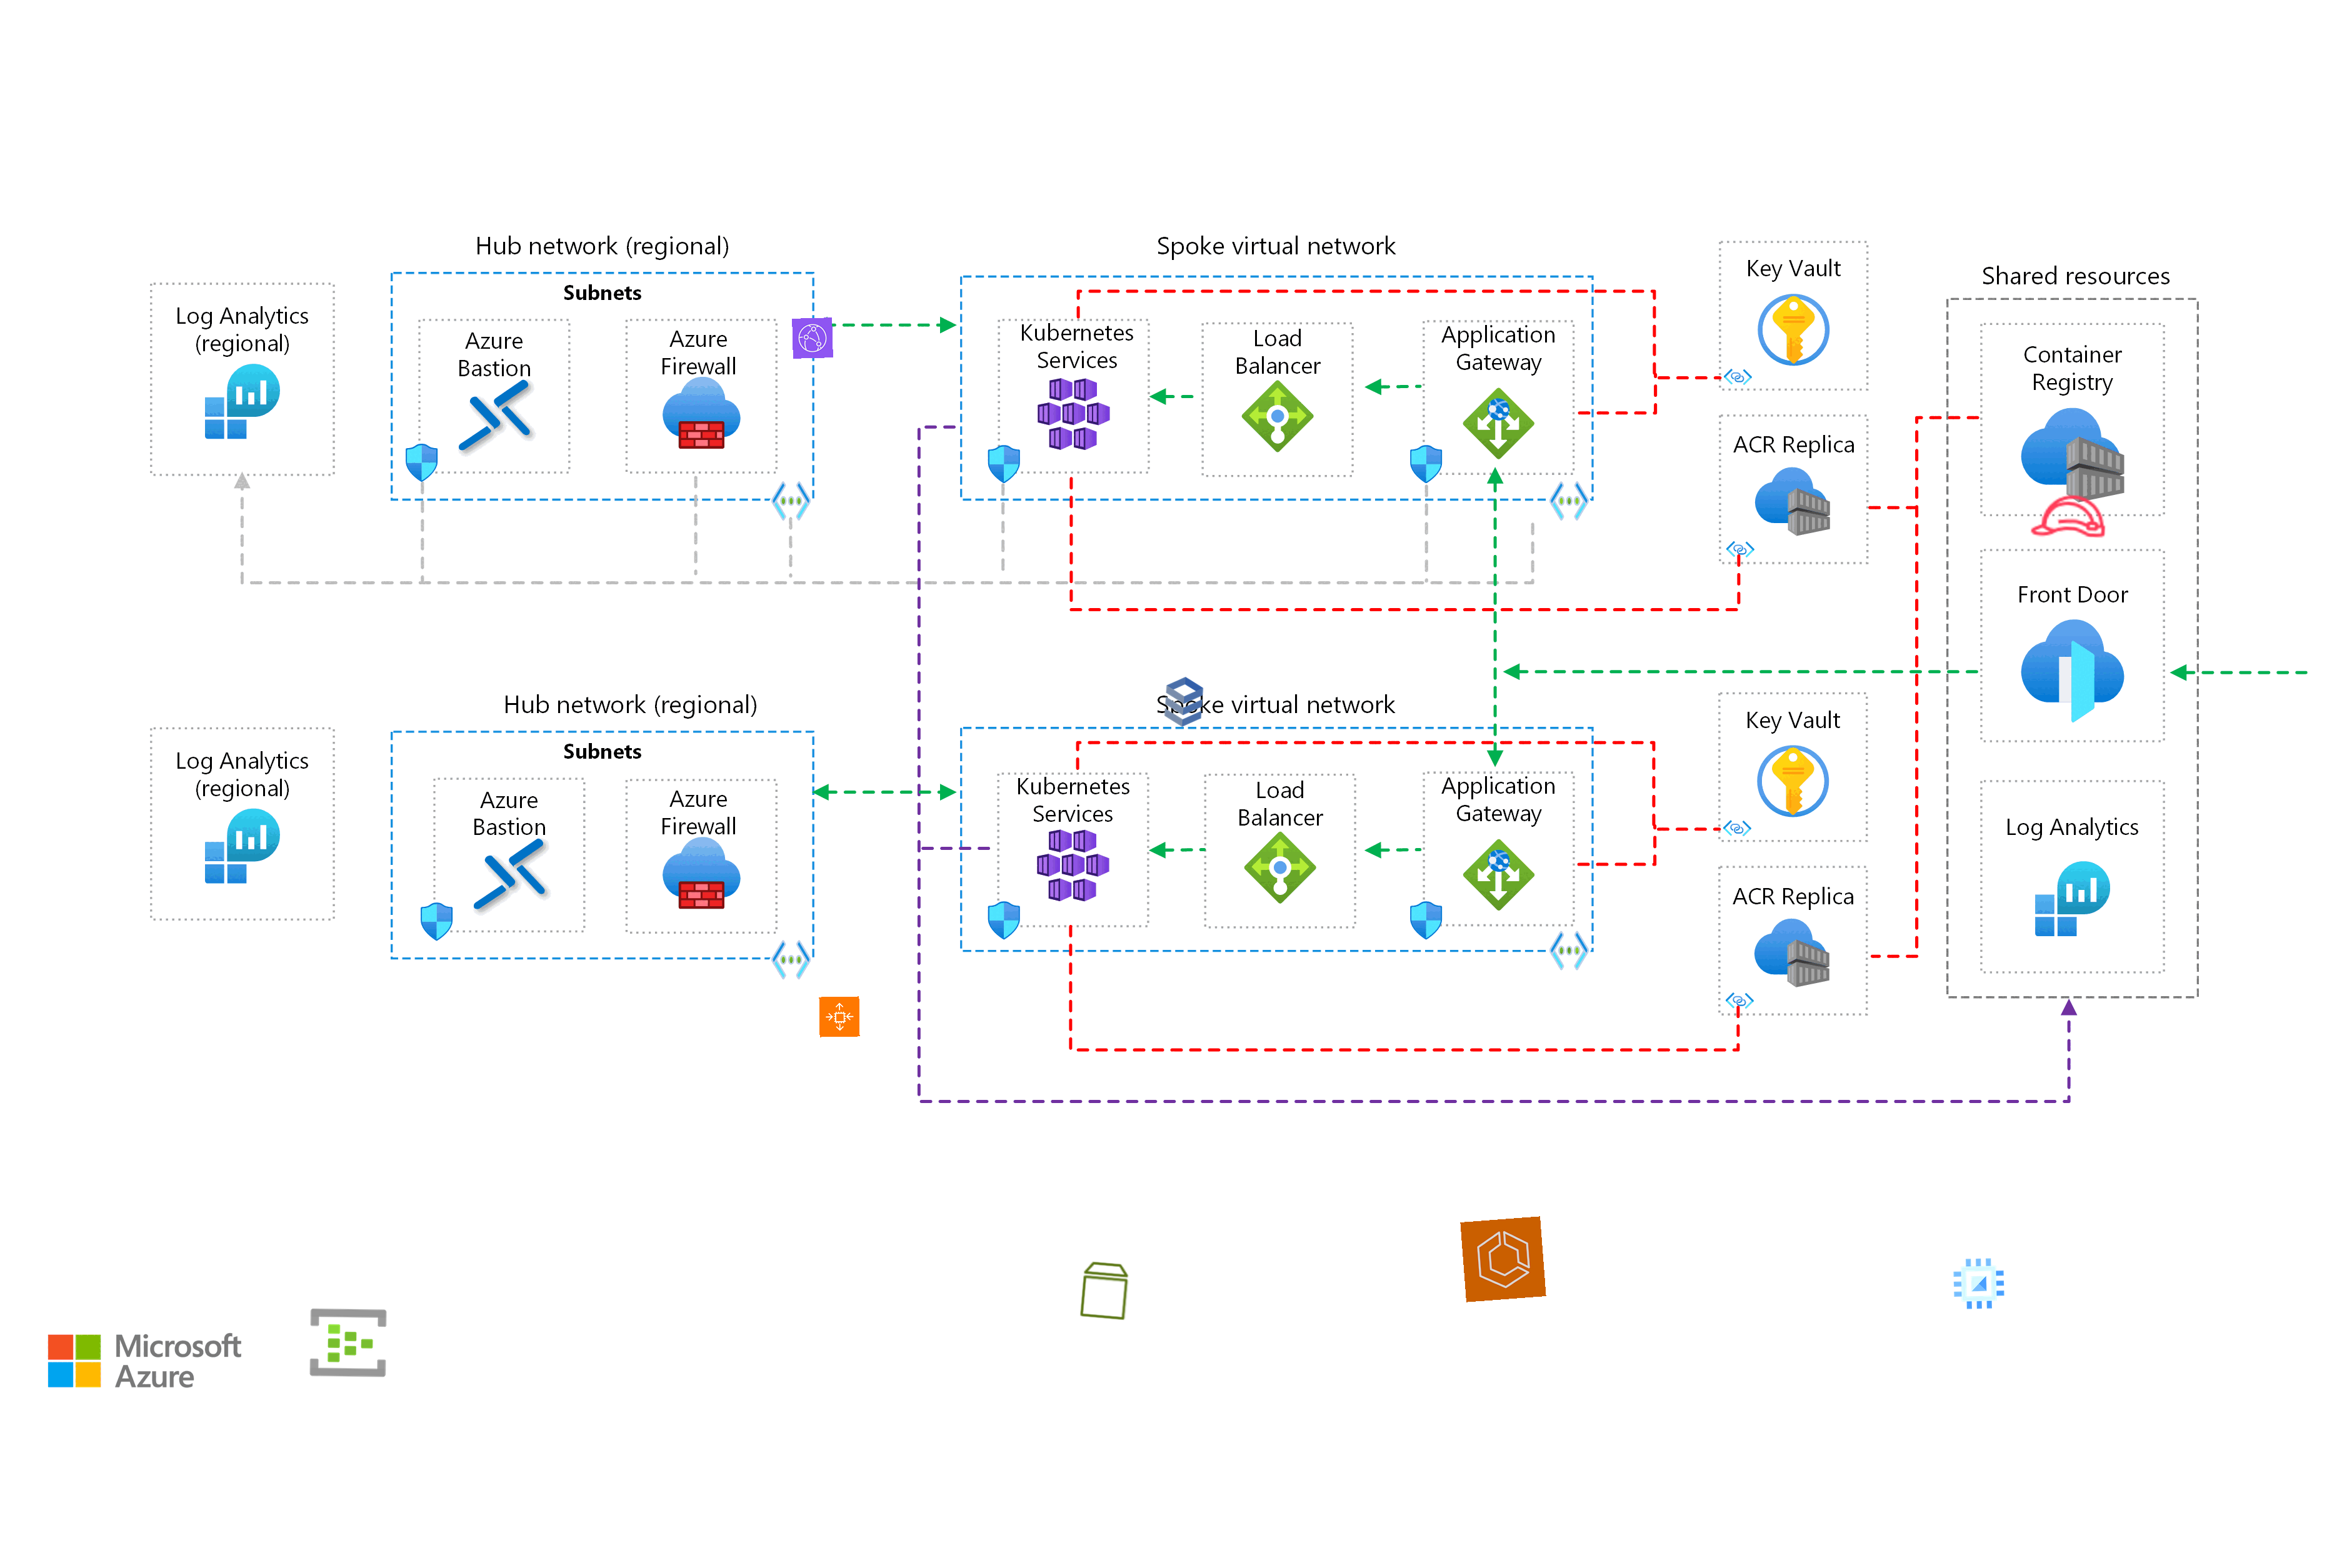 Hub network (regional)
Spoke virtual network
Shared resources
Log Analytics
(regional)
Subnets
Azure
Bastion
Azure
Firewall
Kubernetes
Services
Load
Balancer
Application
Gateway
Key Vault
ACR Replica
Container
Registry
Front Door
Log Analytics
Hub network (regional)
Spoke virtual network
Log Analytics
(regional)
Subnets
Azure
Bastion
Azure
Firewall
Kubernetes
Services
Load
Balancer
Application
Gateway
Key Vault
ACR Replica
Microsoft
Azure